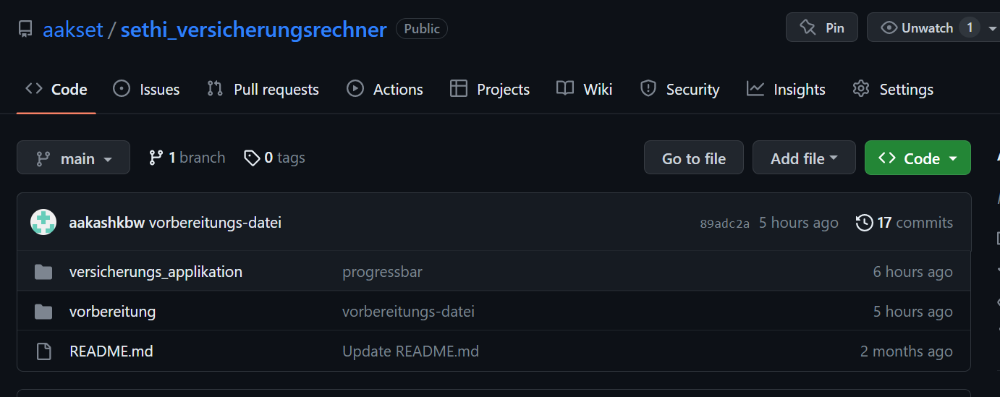 aakset / sethi_versicherungsrechner Public Pin Unwatch 1
Code Issues Pull requests Actions Projects Wiki Security Insights Settings
main 1 branch 0 tags Go to file Add file Code
aakashkbw vorbereitungs-datei 89adc2a 5 hours ago 17 commits
versicherungs_applikation progressbar 6 hours ago
vorbereitung vorbereitungs-datei 5 hours ago
README.md Update README.md 2 months ago